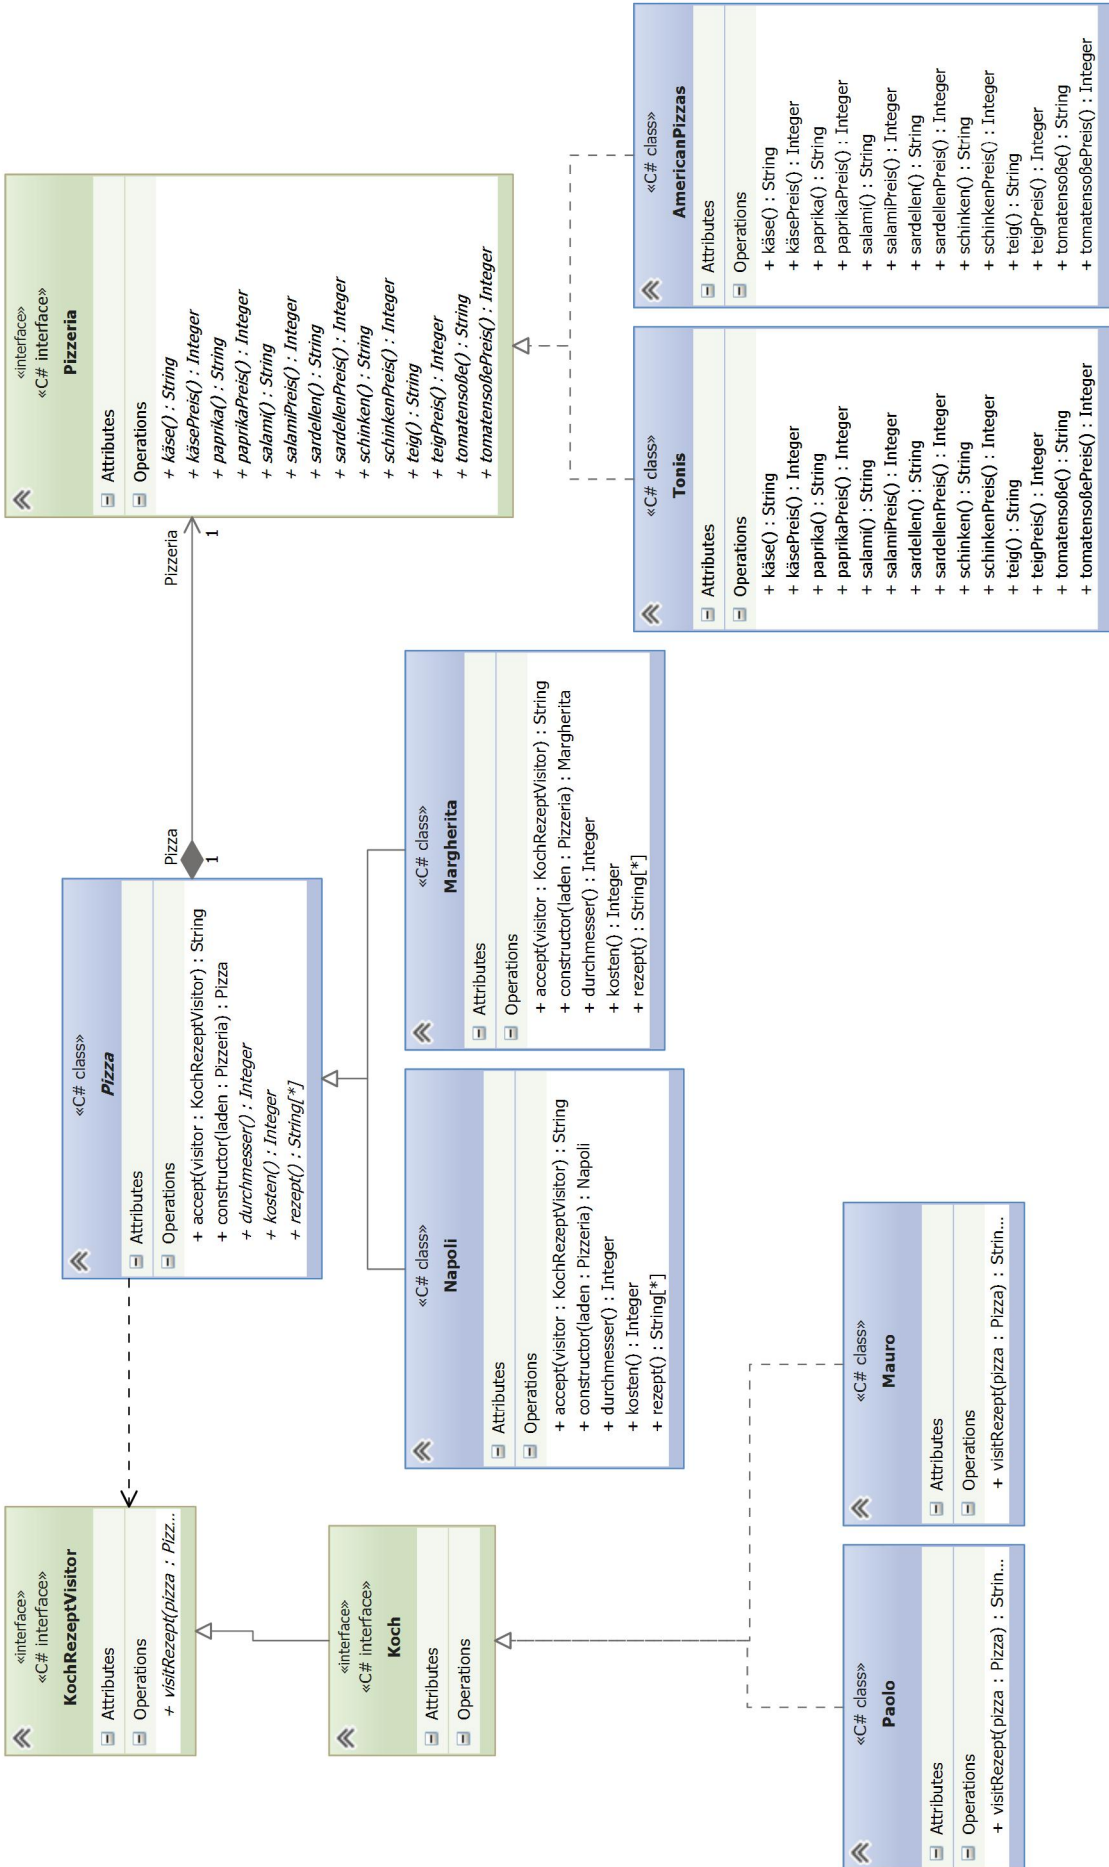 «interface»
«C# interface»
KochRezeptVisitor
Attributes
Operations
+ visitRezept(pizza : Pizz...
«interface»
«C# interface»
Koch
Attributes
Operations
«C# class»
Paolo
Attributes
Operations
+ visitRezept(pizza : Pizza) : Strin...
«C# class»
Mauro
Attributes
Operations
+ visitRezept(pizza : Pizza) : Strin...
«C# class»
Pizza
Attributes
Operations
+ accept(visitor : KochRezeptVisitor) : String
+ constructor(laden : Pizzeria) : Pizza
+ durchmesser() : Integer
+ kosten() : Integer
+ rezept() : String[*]
Pizza
1
Pizzeria
1
«C# class»
Napoli
Attributes
Operations
+ accept(visitor : KochRezeptVisitor) : String
+ constructor(laden : Pizzeria) : Napoli
+ durchmesser() : Integer
+ kosten() : Integer
+ rezept() : String[*]
«C# class»
Margherita
Attributes
Operations
+ accept(visitor : KochRezeptVisitor) : String
+ constructor(laden : Pizzeria) : Margherita
+ durchmesser() : Integer
+ kosten() : Integer
+ rezept() : String[*]
«interface»
«C# interface»
Pizzeria
Attributes
Operations
+ käse() : String
+ käsePreis() : Integer
+ paprika() : String
+ paprikaPreis() : Integer
+ salami() : String
+ salamiPreis() : Integer
+ sardellen() : String
+ sardellenPreis() : Integer
+ schinken() : String
+ schinkenPreis() : Integer
+ teig() : String
+ teigPreis() : Integer
+ tomatensoße() : String
+ tomatensoßePreis() : Integer
«C# class»
Tonis
Attributes
Operations
+ käse() : String
+ käsePreis() : Integer
+ paprika() : String
+ paprikaPreis() : Integer
+ salami() : String
+ salamiPreis() : Integer
+ sardellen() : String
+ sardellenPreis() : Integer
+ schinken() : String
+ schinkenPreis() : Integer
+ teig() : String
+ teigPreis() : Integer
+ tomatensoße() : String
+ tomatensoßePreis() : Integer
«C# class»
AmericanPizzas
Attributes
Operations
+ käse() : String
+ käsePreis() : Integer
+ paprika() : String
+ paprikaPreis() : Integer
+ salami() : String
+ salamiPreis() : Integer
+ sardellen() : String
+ sardellenPreis() : Integer
+ schinken() : String
+ schinkenPreis() : Integer
+ teig() : String
+ teigPreis() : Integer
+ tomatensoße() : String
+ tomatensoßePreis() : Integer